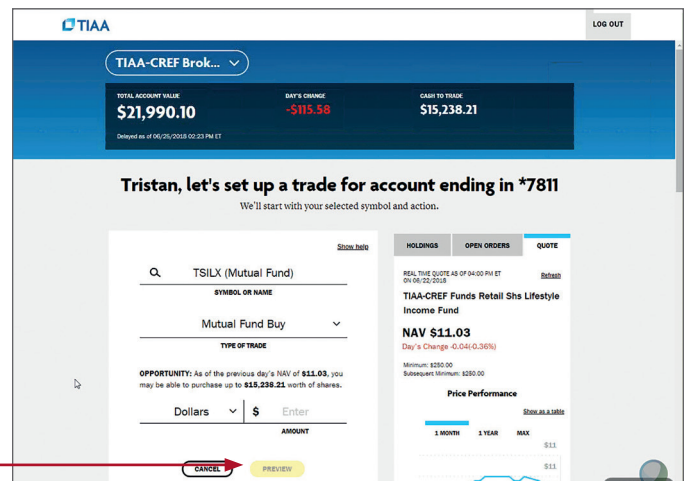 TIAA
LOG OUT
TIAA-CREF Brok...
TOTAL ACCOUNT VALUE
$21,990.10
Delayed as of 06/25/2018 02:23 PM ET
DAY'S CHANGE
-$115.58
CASH TO TRADE
$15,238.21
Tristan, let's set up a trade for account ending in *7811
We'll start with your selected symbol and action.
Show help
TSILX (Mutual Fund)
SYMBOL OR NAME
Mutual Fund Buy
TYPE OF TRADE
OPPORTUNITY: As of the previous day's NAV of $11.03, you
may be able to purchase up to $15,238.21 worth of shares.
Dollars $ Enter
AMOUNT
CANCEL PREVIEW
HOLDINGS OPEN ORDERS QUOTE
REAL TIME QUOTE AS OF 04:00 PM ET
ON 06/22/2018
Refresh
TIAA-CREF Funds Retail Shs Lifestyle
Income Fund
NAV $11.03
Day's Change -0.04(-0.36%)
Minimum: $250.00
Subsequent Minimum: $250.00
Price Performance
Show as a table
1 MONTH 1 YEAR MAX
$11
$11